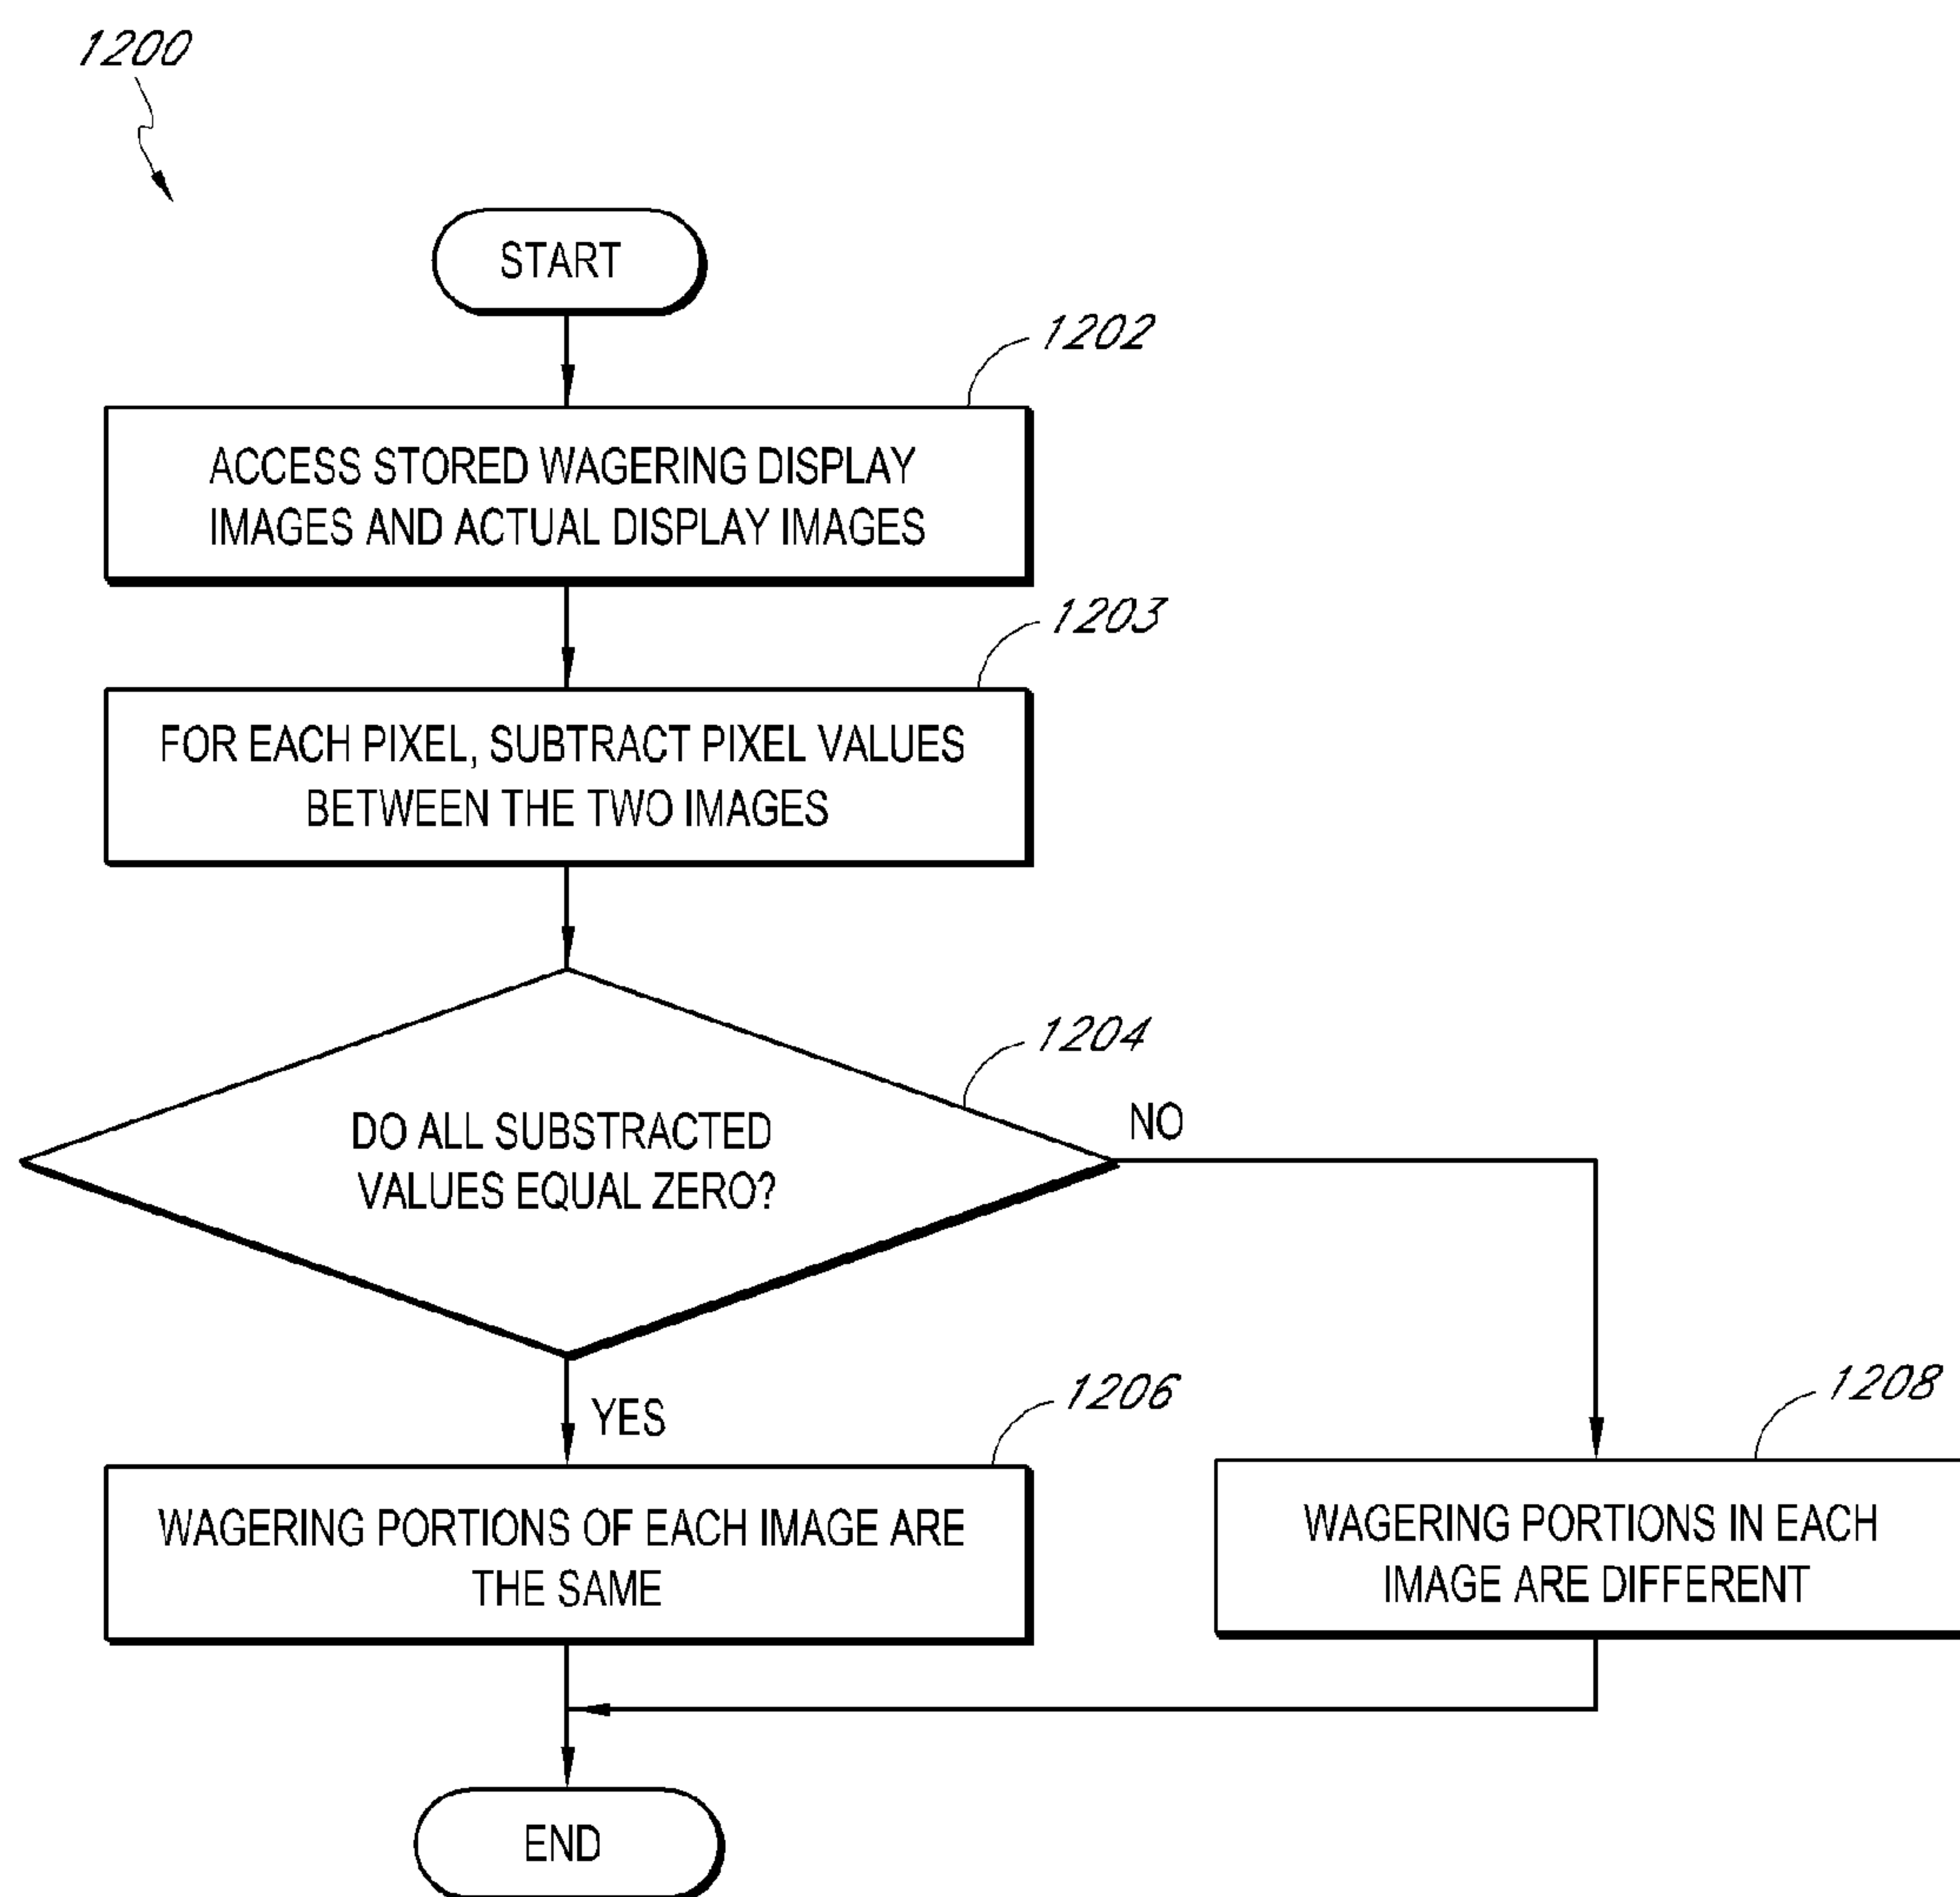 1200
START
1202
ACCESS STORED WAGERING DISPLAY
IMAGES AND ACTUAL DISPLAY IMAGES
1203
FOR EACH PIXEL, SUBTRACT PIXEL VALUES
BETWEEN THE TWO IMAGES
1204
DO ALL SUBSTRACTED
VALUES EQUAL ZERO?
NO
YES
1206
WAGERING PORTIONS OF EACH IMAGE ARE
THE SAME
1208
WAGERING PORTIONS IN EACH
IMAGE ARE DIFFERENT
END